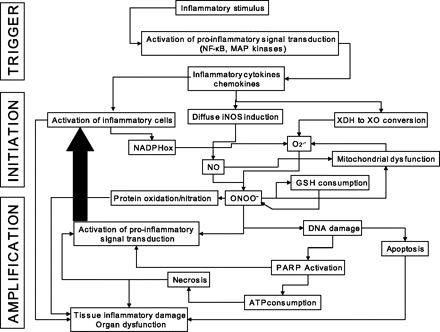 TRIGGER
Inflammatory stimulus
Activation of pro-inflammatory signal transduction
(NF-κB, MAP kinases)
Inflammatory cytokines
chemokines
INITIATION
Activation of inflammatory cells
Diffuse iNOS induction
XDH to XO conversion
NADPHox
O₂·⁻
NO
Mitochondrial dysfunction
GSH consumption
AMPLIFICATION
Protein oxidation/nitration
ONOO⁻
Activation of pro-inflammatory
signal transduction
DNA damage
Apoptosis
PARP Activation
Necrosis
ATP consumption
Tissue inflammatory damage
Organ dysfunction